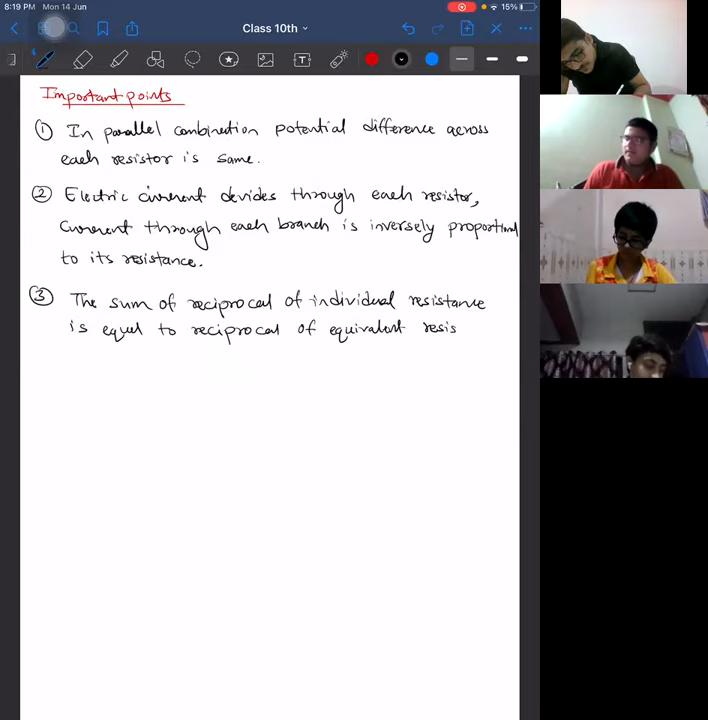 8:19 PM Mon 14 Jun
15%
Class 10th
T
Important points
① In parallel combination potential difference across
each resistor is same.
② Electric current devides through each resistor,
current through each branch is inversely proportional
to its resistance.
③ The sum of reciprocal of individual resistance
is equal to reciprocal of equivalent resis